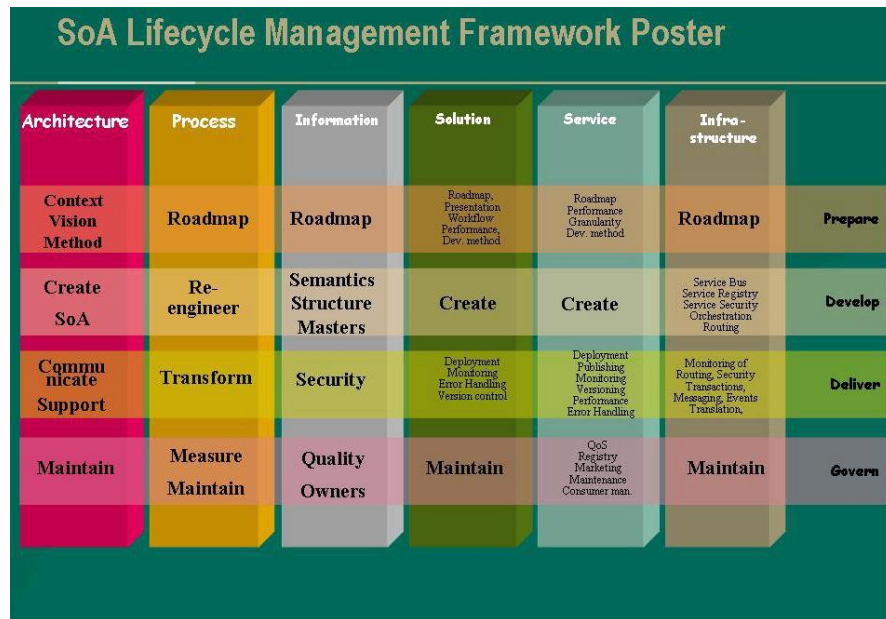 SoA Lifecycle Management Framework Poster
Architecture
Process
Information
Solution
Service
Infra-
structure
Context
Vision
Method
Roadmap
Roadmap
Roadmap,
Presentation
Workflow
Performance,
Dev. method
Roadmap
Performance
Granularity
Dev. method
Roadmap
Prepare
Create
SoA
Re-
engineer
Semantics
Structure
Masters
Create
Create
Service Bus
Service Registry
Service Security
Orchestration
Routing
Develop
Commu
nicate
Support
Transform
Security
Deployment
Monitoring
Error Handling
Version control
Deployment
Publishing
Monitoring
Versioning
Performance
Error Handling
Monitoring of
Routing, Security
Transactions,
Messaging, Events
Translation,
Deliver
Maintain
Measure
Maintain
Quality
Owners
Maintain
QoS
Registry
Marketing
Maintenance
Consumer man.
Maintain
Govern